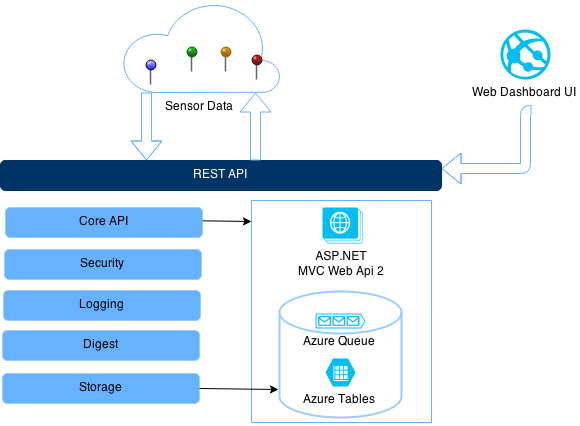 Sensor Data
Web Dashboard UI
REST API
Core API
Security
Logging
Digest
Storage
ASP.NET
MVC Web Api 2
Azure Queue
Azure Tables